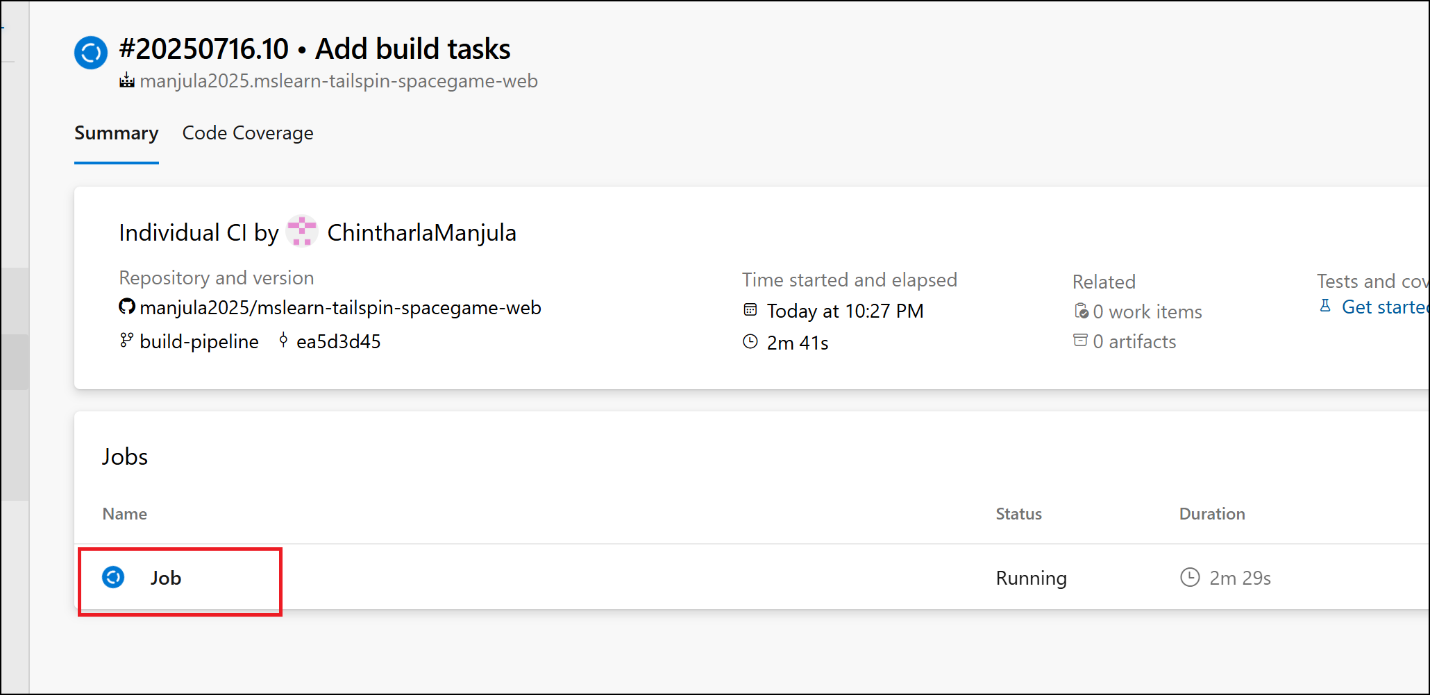 #20250716.10 • Add build tasks
manjula2025.mslearn-tailspin-spacegame-web
Summary Code Coverage
Individual CI by ChintharlaManjula
Repository and version
manjula2025/mslearn-tailspin-spacegame-web
build-pipeline ea5d3d45
Time started and elapsed
Today at 10:27 PM
2m 41s
Related
0 work items
0 artifacts
Tests and cov
Get starte
Jobs
Name Status Duration
Job Running 2m 29s